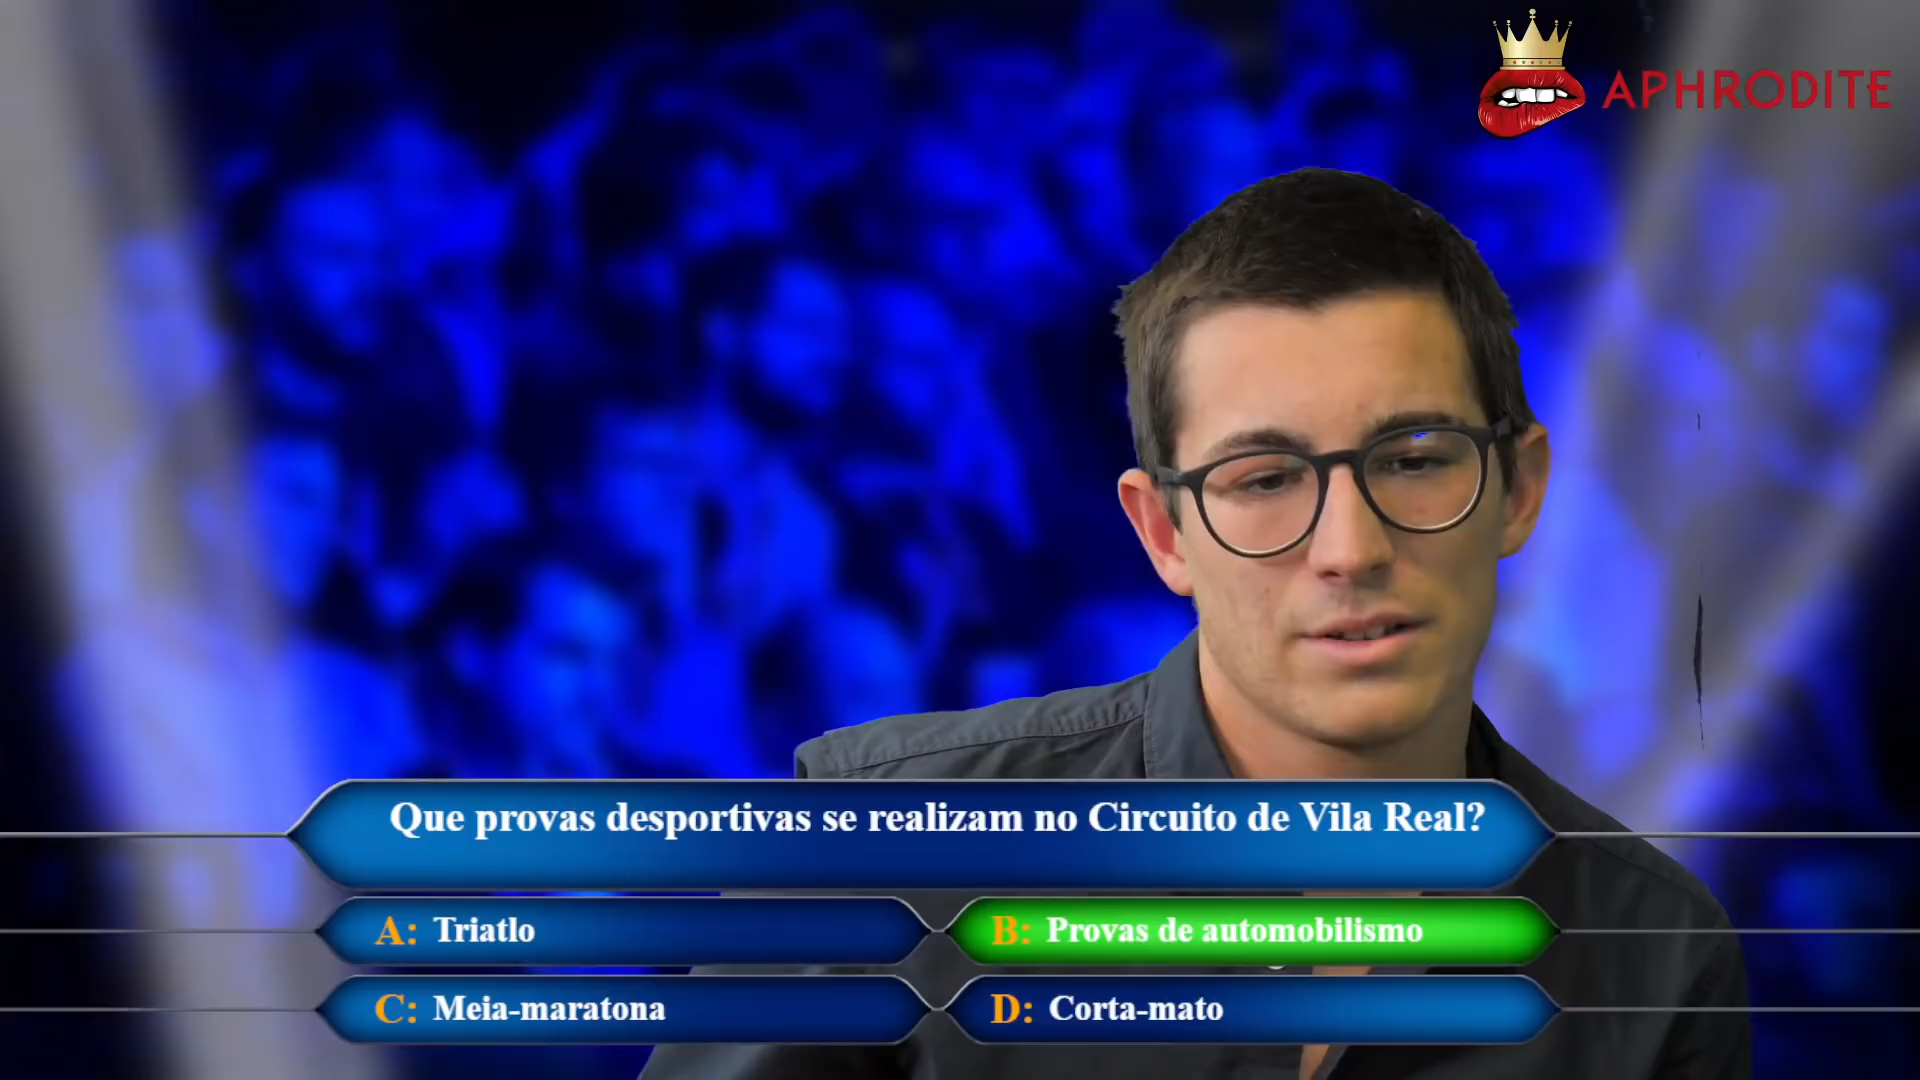 APHRODITE
Que provas desportivas se realizam no Circuito de Vila Real?
A: Triatlo
B: Provas de automobilismo
C: Meia-maratona
D: Corta-mato